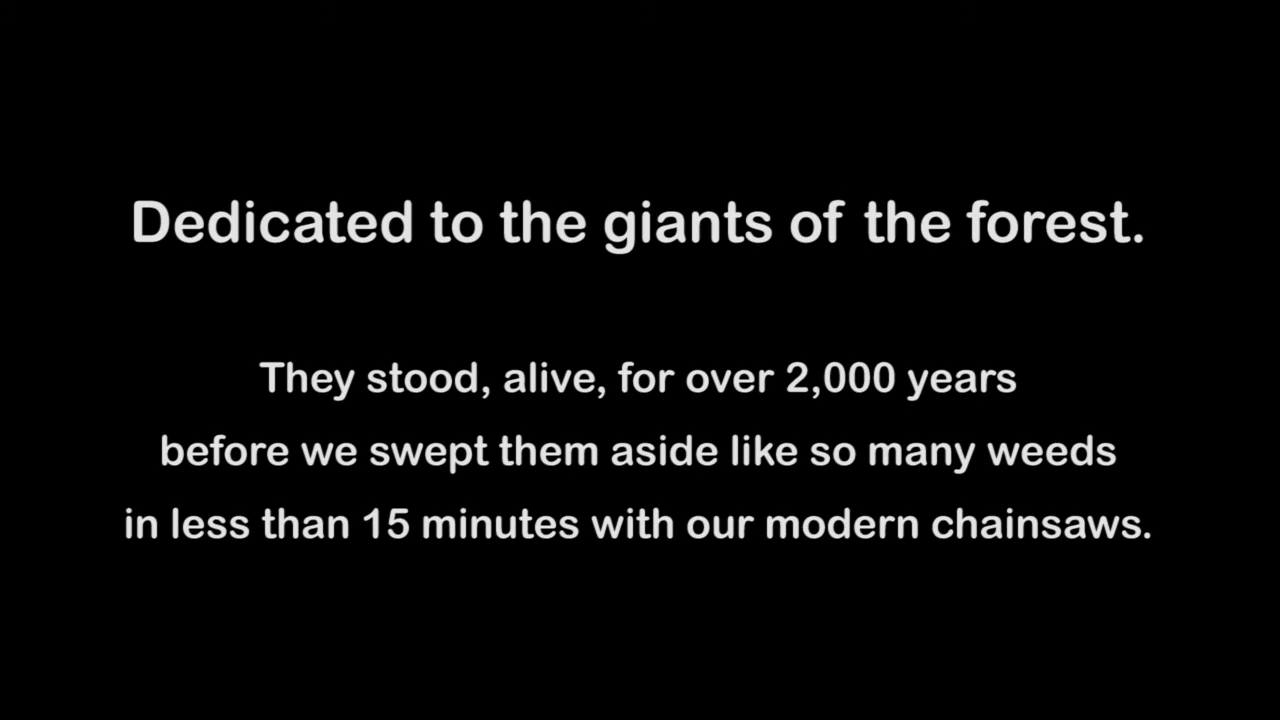 Dedicated to the giants of the forest.
They stood, alive, for over 2,000 years
before we swept them aside like so many weeds
in less than 15 minutes with our modern chainsaws.